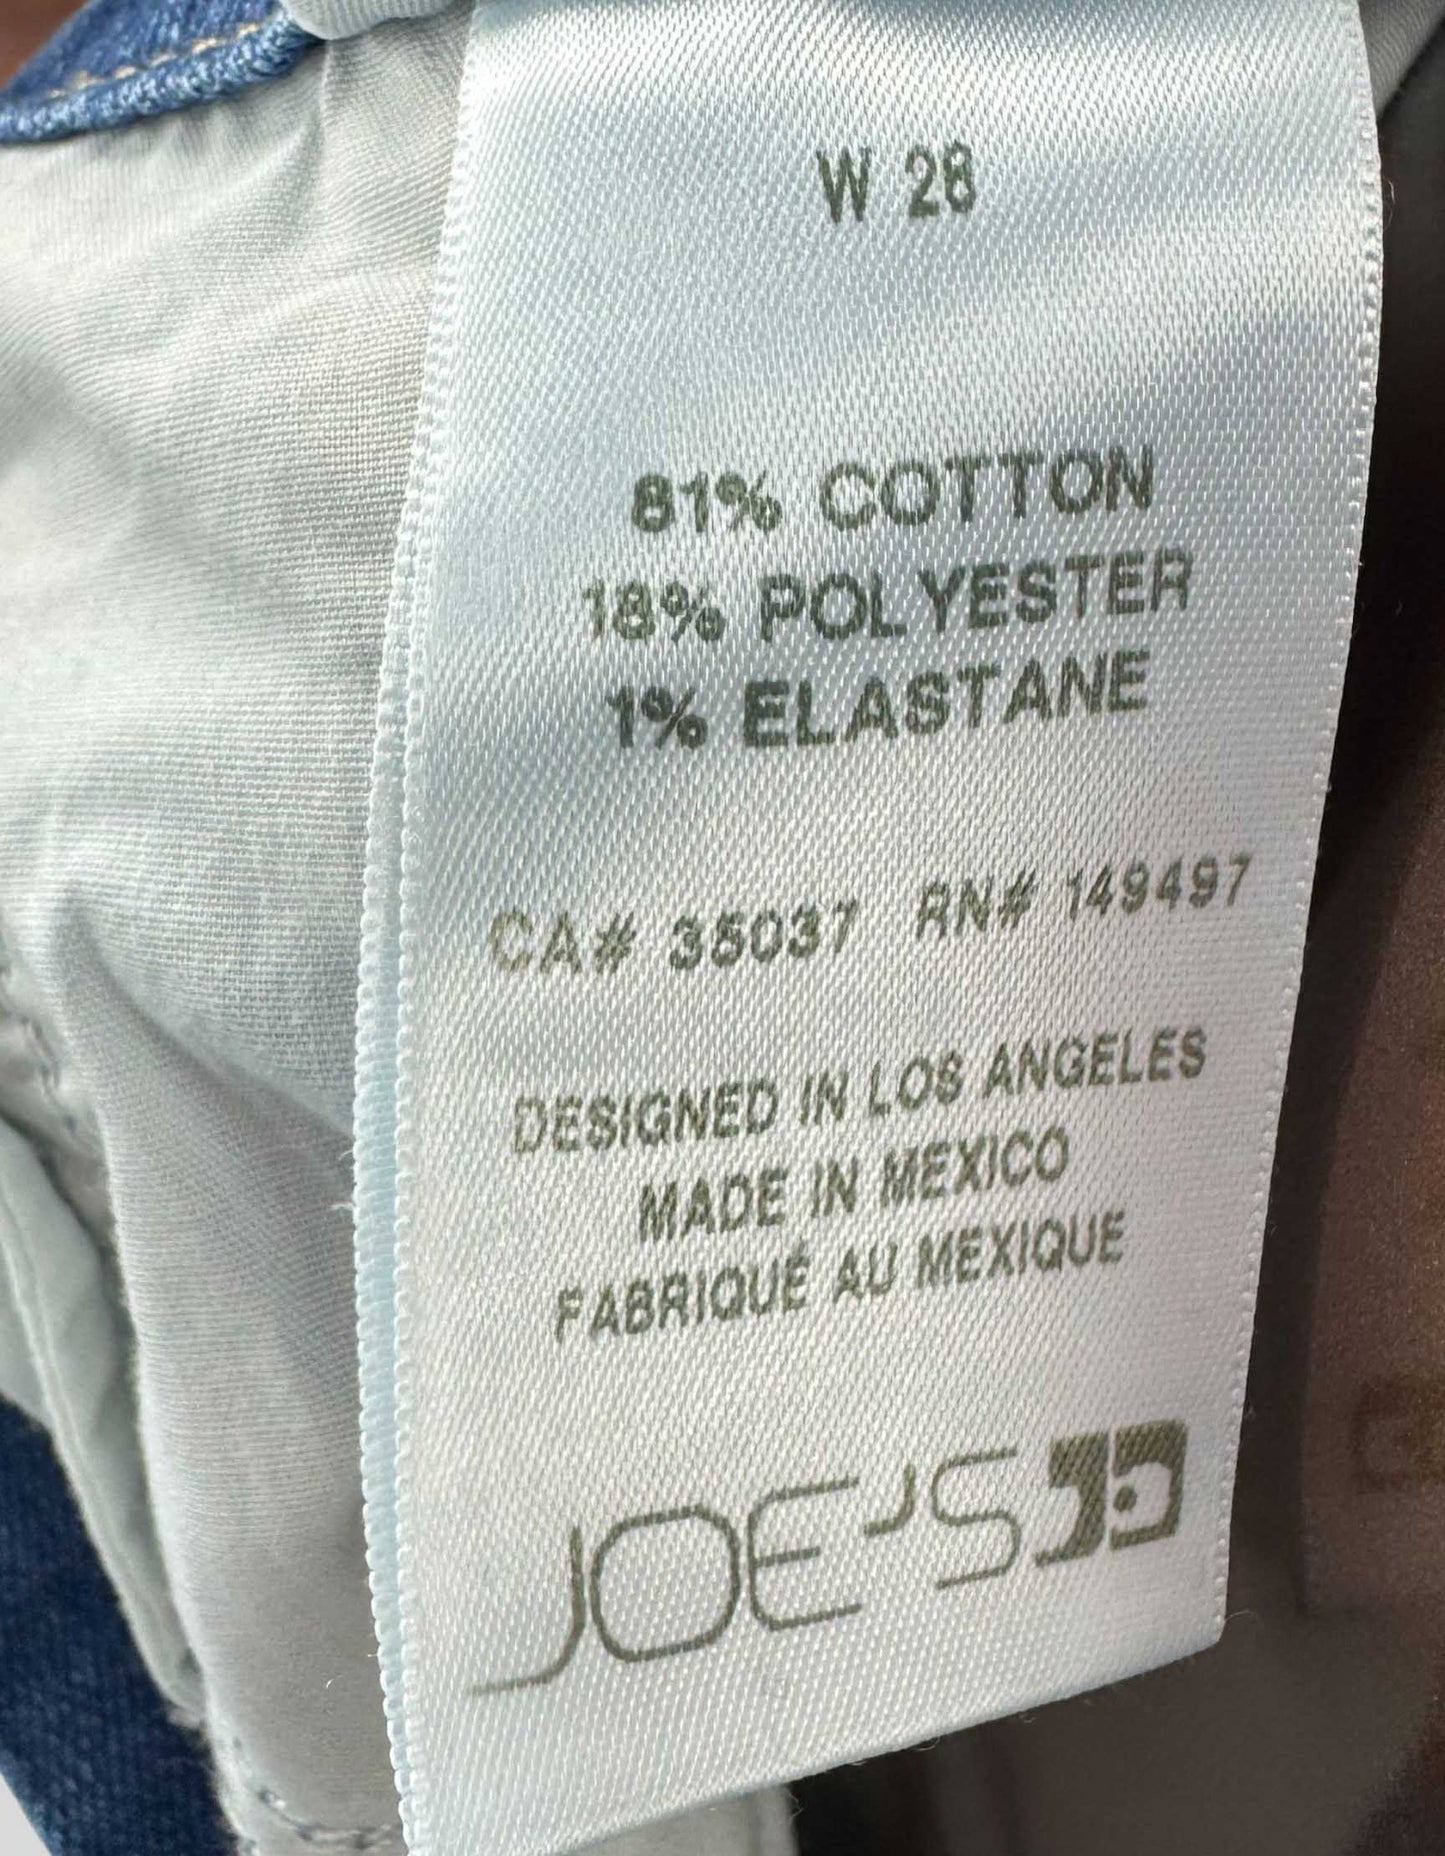 W 28
81% COTTON
18% POLYESTER
1% ELASTANE
CA# 35037 RN# 149497
DESIGNED IN LOS ANGELES
MADE IN MEXICO
FABRIQUÉ AU MEXIQUE
JOE'S